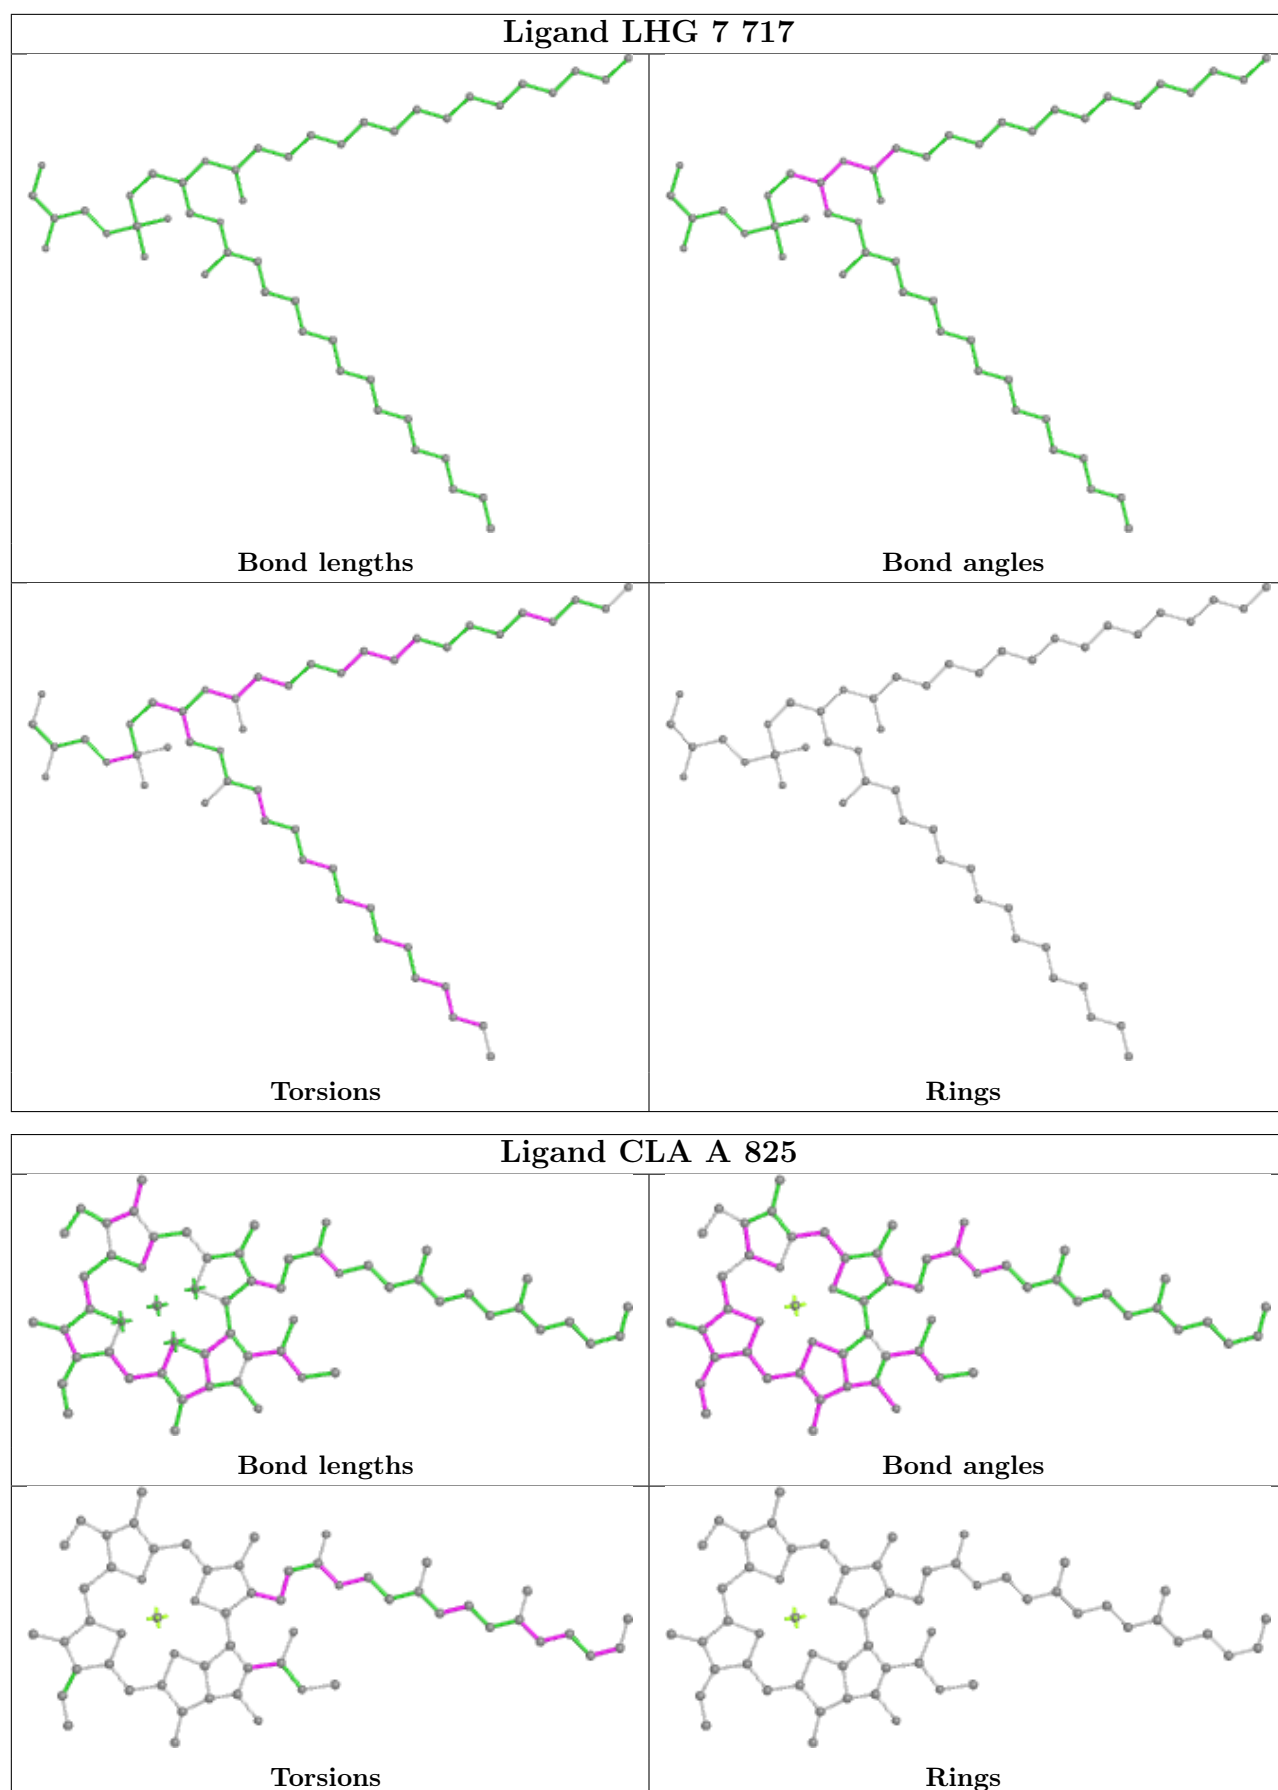 Ligand LHG 7 717
Bond lengths
Bond angles
Torsions
Rings
Ligand CLA A 825
Bond lengths
Bond angles
Torsions
Rings